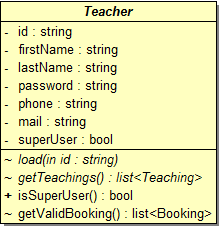 Teacher
- id : string
- firstName : string
- lastName : string
- password : string
- phone : string
- mail : string
- superUser : bool
~ load(in id : string)
~ getTeachings() : list<Teaching>
+ isSuperUser() : bool
~ getValidBooking() : list<Booking>